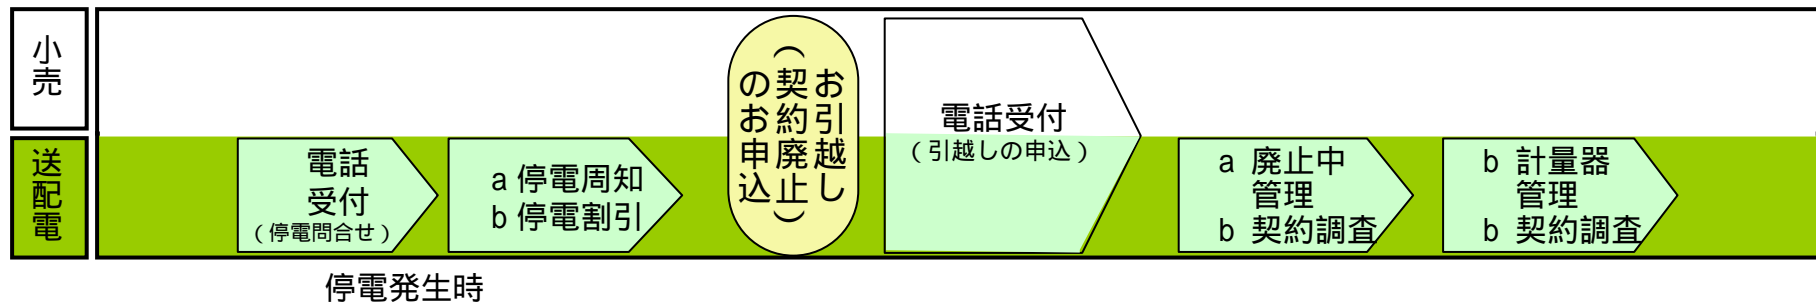 小売
送配電
電話
受付
(停電問合せ)
a 停電周知
b 停電割引
お引越し
(契約廃止)
のお申込
電話受付
(引越しの申込)
a 廃止中
管理
b 契約調査
b 計量器
管理
b 契約調査
停電発生時